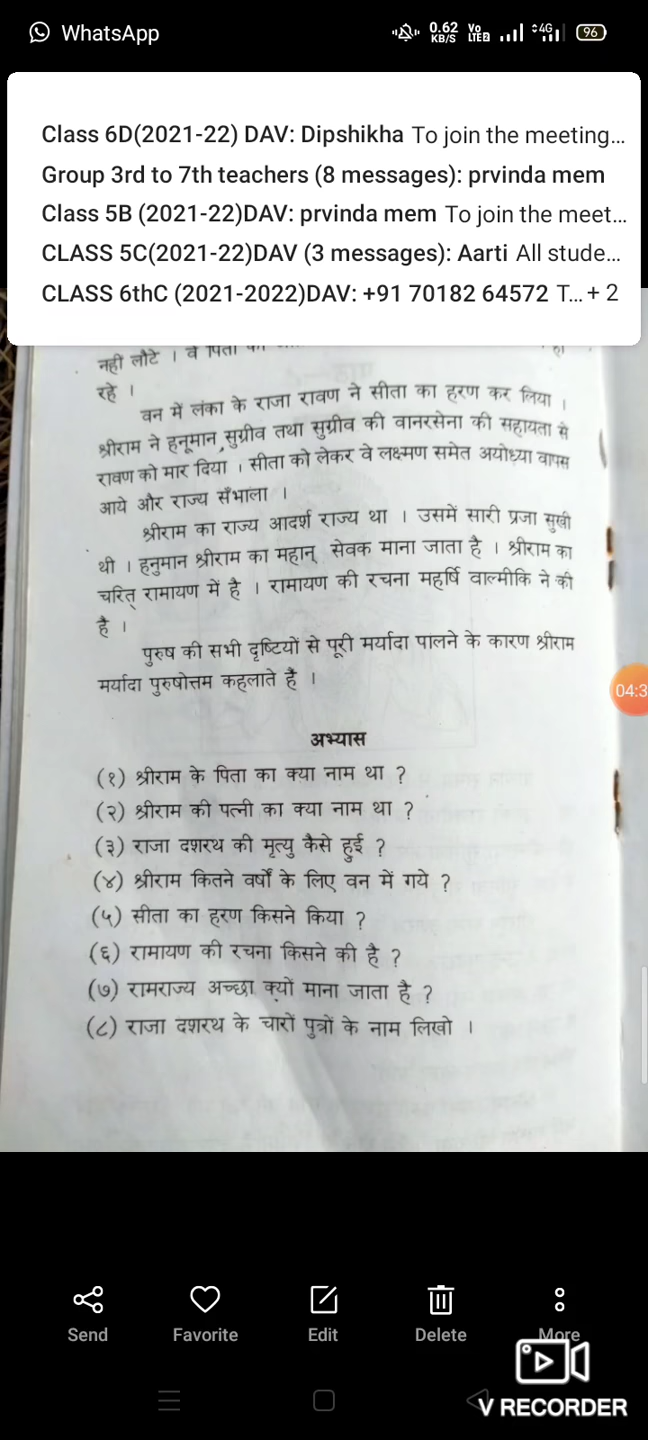 WhatsApp
0.62 KB/S
Vo LTE2
4G
96
Class 6D(2021-22) DAV: Dipshikha To join the meeting...
Group 3rd to 7th teachers (8 messages): prvinda mem
Class 5B (2021-22)DAV: prvinda mem To join the meet...
CLASS 5C(2021-22)DAV (3 messages): Aarti All stude...
CLASS 6thC (2021-2022)DAV: +91 70182 64572 T... + 2
नहीं लौटे । वे पिता
रहे ।
वन में लंका के राजा रावण ने सीता का हरण कर लिया ।
श्रीराम ने हनूमान, सुग्रीव तथा सुग्रीव की वानरसेना की सहायता से
रावण को मार दिया । सीता को लेकर वे लक्ष्मण समेत अयोध्या वापस
आये और राज्य सँभाला ।
श्रीराम का राज्य आदर्श राज्य था । उसमें सारी प्रजा सुखी
थी । हनुमान श्रीराम का महान् सेवक माना जाता है । श्रीराम का
चरित् रामायण में है । रामायण की रचना महर्षि वाल्मीकि ने की
है ।
पुरुष की सभी दृष्टियों से पूरी मर्यादा पालने के कारण श्रीराम
मर्यादा पुरुषोत्तम कहलाते हैं ।
04:3
अभ्यास
(१) श्रीराम के पिता का क्या नाम था ?
(२) श्रीराम की पत्नी का क्या नाम था ?
(३) राजा दशरथ की मृत्यु कैसे हुई ?
(४) श्रीराम कितने वर्षों के लिए वन में गये ?
(५) सीता का हरण किसने किया ?
(६) रामायण की रचना किसने की है ?
(७) रामराज्य अच्छा क्यों माना जाता है ?
(८) राजा दशरथ के चारों पुत्रों के नाम लिखो ।
Send Favorite Edit Delete More
V RECORDER